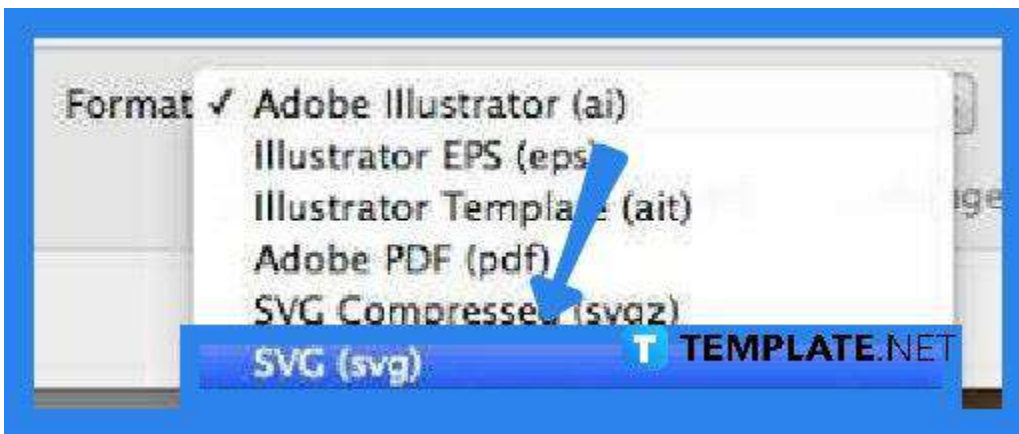 Format ✓ Adobe Illustrator (ai)
Illustrator EPS (eps)
Illustrator Template (ait)
Adobe PDF (pdf)
SVG Compressed (svgz)
SVG (svg)
T TEMPLATE.NET